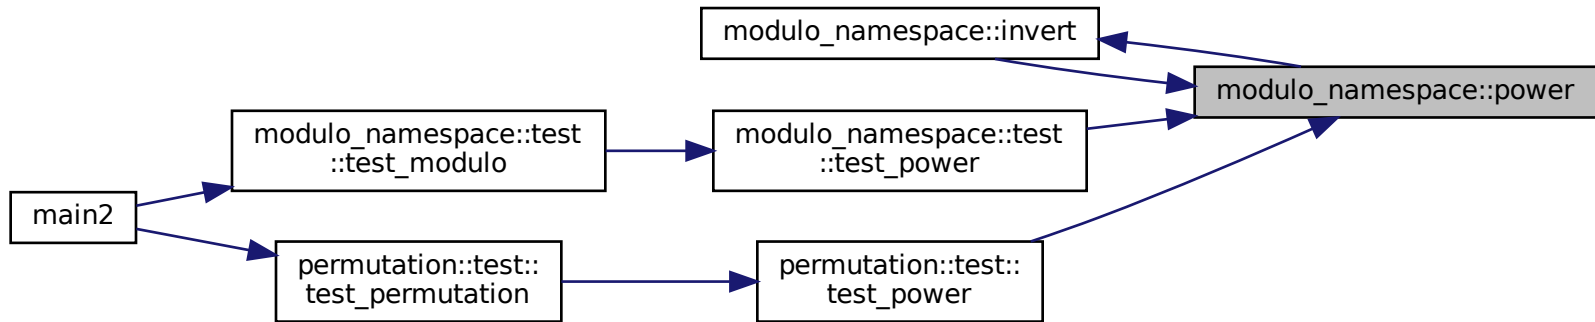 modulo_namespace::invert
modulo_namespace::power
modulo_namespace::test
::test_modulo
modulo_namespace::test
::test_power
main2
permutation::test::
test_permutation
permutation::test::
test_power